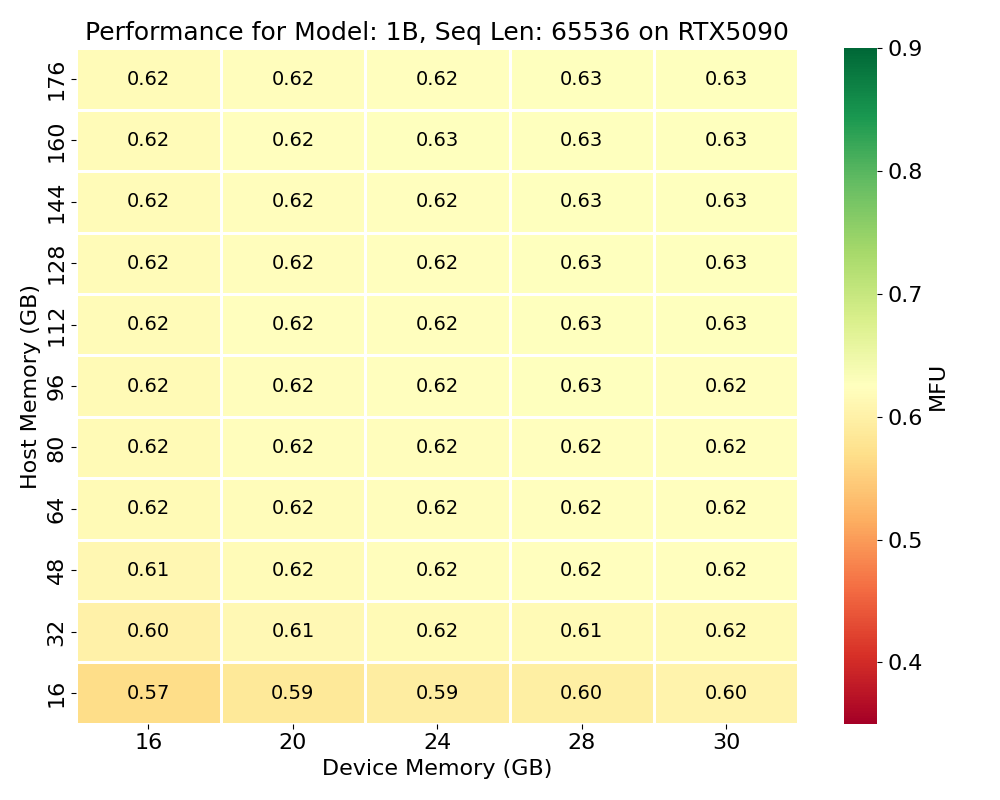 Performance for Model: 1B, Seq Len: 65536 on RTX5090
176 0.62 0.62 0.62 0.63 0.63
160 0.62 0.62 0.63 0.63 0.63
144 0.62 0.62 0.62 0.63 0.63
128 0.62 0.62 0.62 0.63 0.63
112 0.62 0.62 0.62 0.63 0.63
96 0.62 0.62 0.62 0.63 0.62
80 0.62 0.62 0.62 0.62 0.62
64 0.62 0.62 0.62 0.62 0.62
48 0.61 0.62 0.62 0.62 0.62
32 0.60 0.61 0.62 0.61 0.62
16 0.57 0.59 0.59 0.60 0.60
16 20 24 28 30
Device Memory (GB)
Host Memory (GB)
0.9
0.8
0.7
0.6
0.5
0.4
MFU